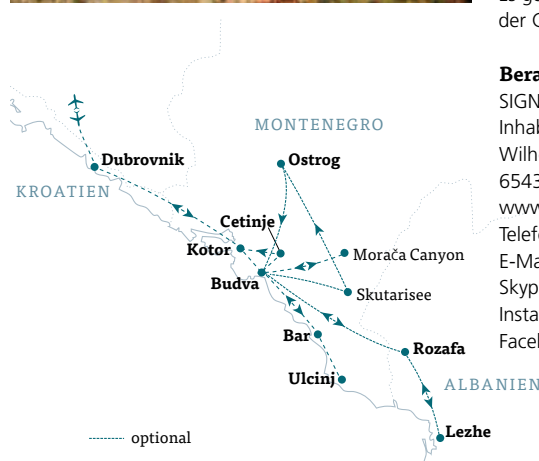 der
Bera
SIGN
Inhab
Wilh
6543
www
Telef
E-Ma
Skyp
Insta
Face
MONTENEGRO
Dubrovnik
Ostrog
KROATIEN
Cetinje
Kotor
Morača Canyon
Budva
Skutarisee
Bar
Rozafa
Ulcinj
ALBANIEN
Lezhe
optional